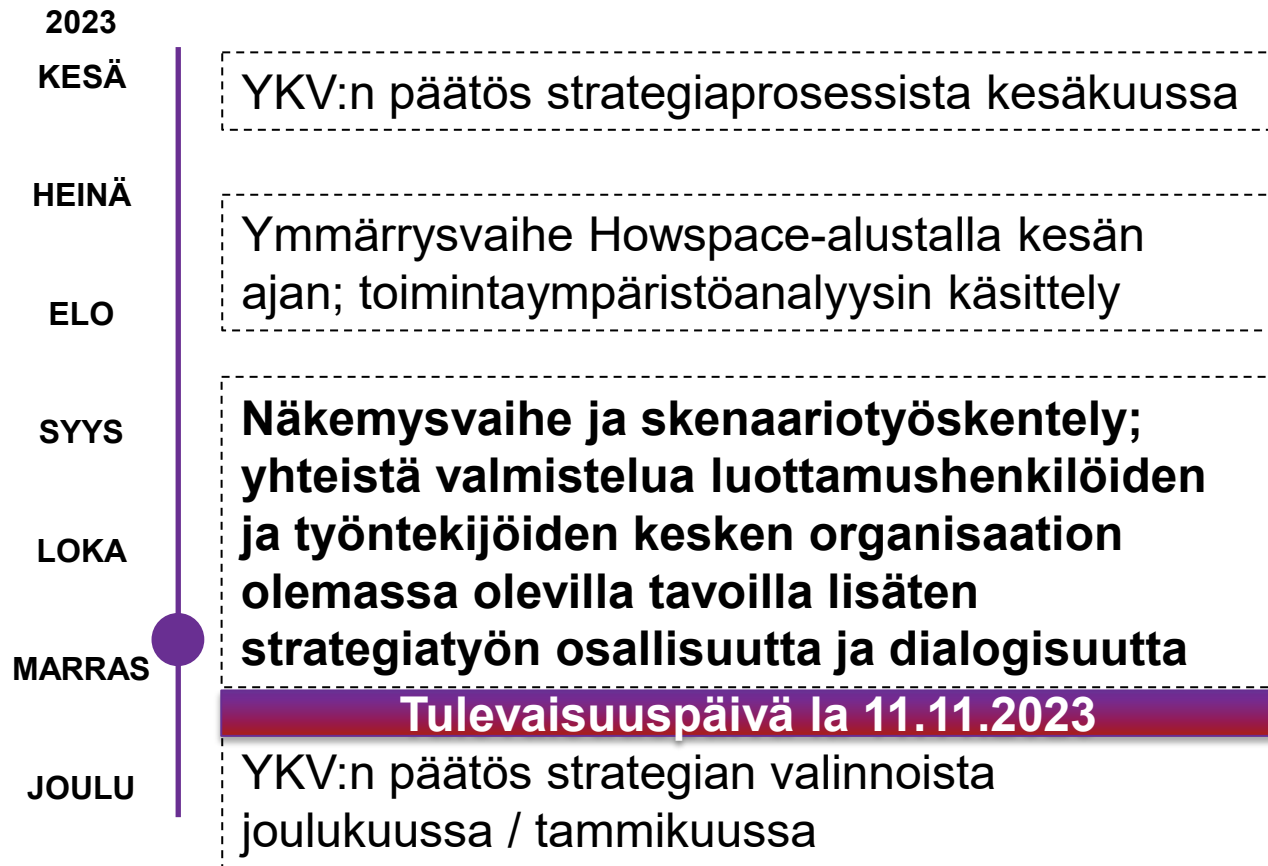 2023
KESÄ
YKV:n päätös strategiaprosessista kesäkuussa
HEINÄ
Ymmärrysvaihe Howspace-alustalla kesän
ajan; toimintaympäristöanalyysin käsittely
ELO
SYYS
Näkemysvaihe ja skenaariotyöskentely;
yhteistä valmistelua luottamushenkilöiden
ja työntekijöiden kesken organisaation
olemassa olevilla tavoilla lisäten
strategiatyön osallisuutta ja dialogisuutta
LOKA
MARRAS
Tulevaisuuspäivä la 11.11.2023
JOULU
YKV:n päätös strategian valinnoista
joulukuussa / tammikuussa